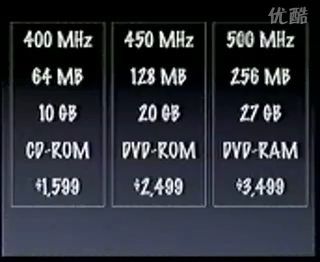 优酷
400 MHz
64 MB
10 GB
CD-ROM
$1,599
450 MHz
128 MB
20 GB
DVD-ROM
$2,499
500 MHz
256 MB
27 GB
DVD-RAM
$3,499